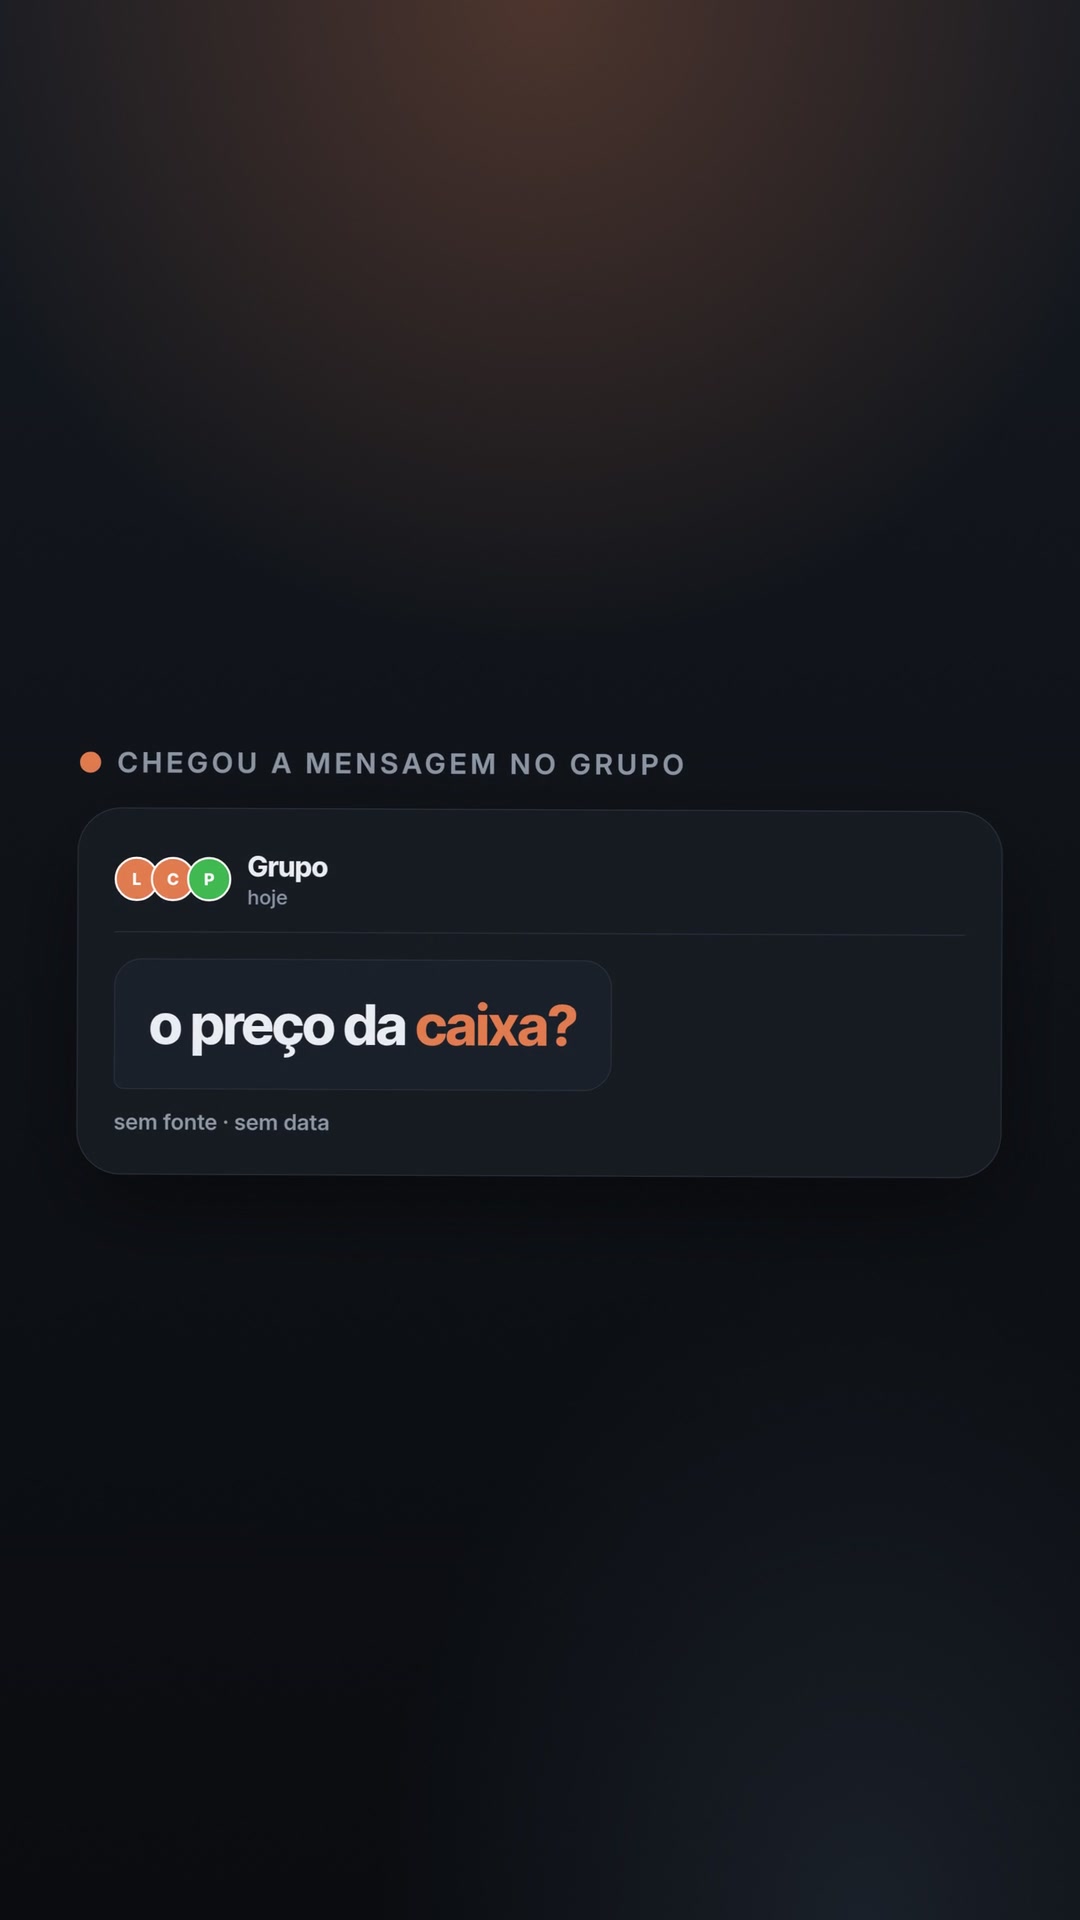 CHEGOU A MENSAGEM NO GRUPO
L C P
Grupo
hoje
o preço da caixa?
sem fonte · sem data